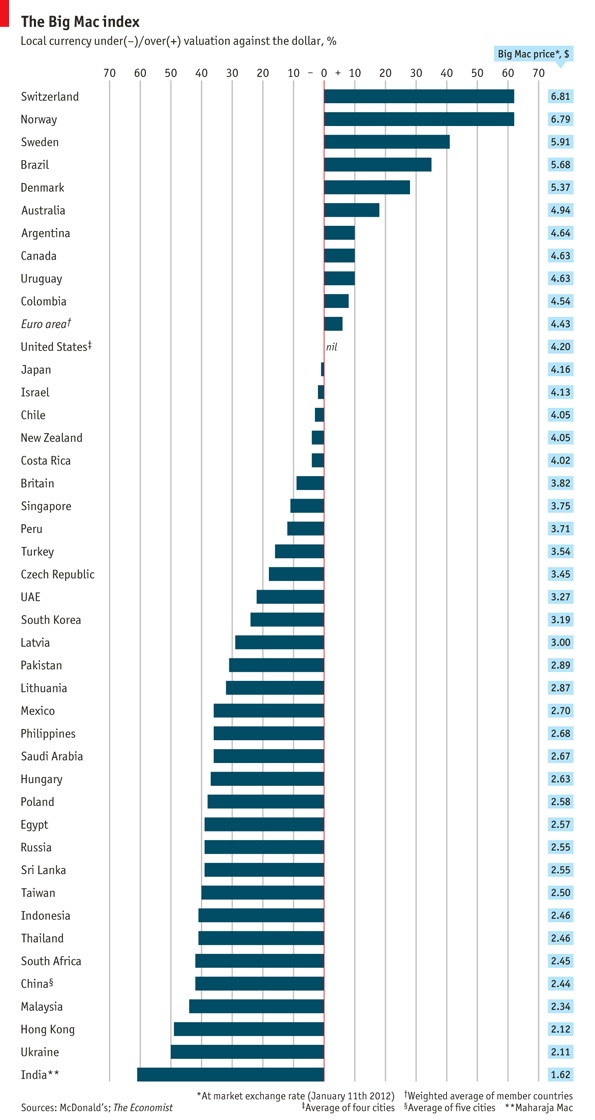 The Big Mac index
Local currency under(−)/over(+) valuation against the dollar, %
Big Mac price*, $
70 60 50 40 30 20 10 – 0 + 10 20 30 40 50 60 70
Switzerland 6.81
Norway 6.79
Sweden 5.91
Brazil 5.68
Denmark 5.37
Australia 4.94
Argentina 4.64
Canada 4.63
Uruguay 4.63
Colombia 4.54
Euro area† 4.43
United States‡ nil 4.20
Japan 4.16
Israel 4.13
Chile 4.05
New Zealand 4.05
Costa Rica 4.02
Britain 3.82
Singapore 3.75
Peru 3.71
Turkey 3.54
Czech Republic 3.45
UAE 3.27
South Korea 3.19
Latvia 3.00
Pakistan 2.89
Lithuania 2.87
Mexico 2.70
Philippines 2.68
Saudi Arabia 2.67
Hungary 2.63
Poland 2.58
Egypt 2.57
Russia 2.55
Sri Lanka 2.55
Taiwan 2.50
Indonesia 2.46
Thailand 2.46
South Africa 2.45
China§ 2.44
Malaysia 2.34
Hong Kong 2.12
Ukraine 2.11
India** 1.62
*At market exchange rate (January 11th 2012) †Weighted average of member countries
Sources: McDonald's; The Economist ‡Average of four cities §Average of five cities **Maharaja Mac